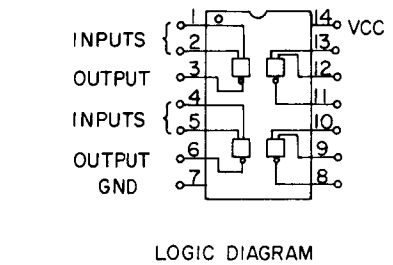 1 14 VCC
INPUTS { 2 13
OUTPUT 3 12
4 11
INPUTS { 5 10
OUTPUT 6 9
GND 7 8
LOGIC DIAGRAM